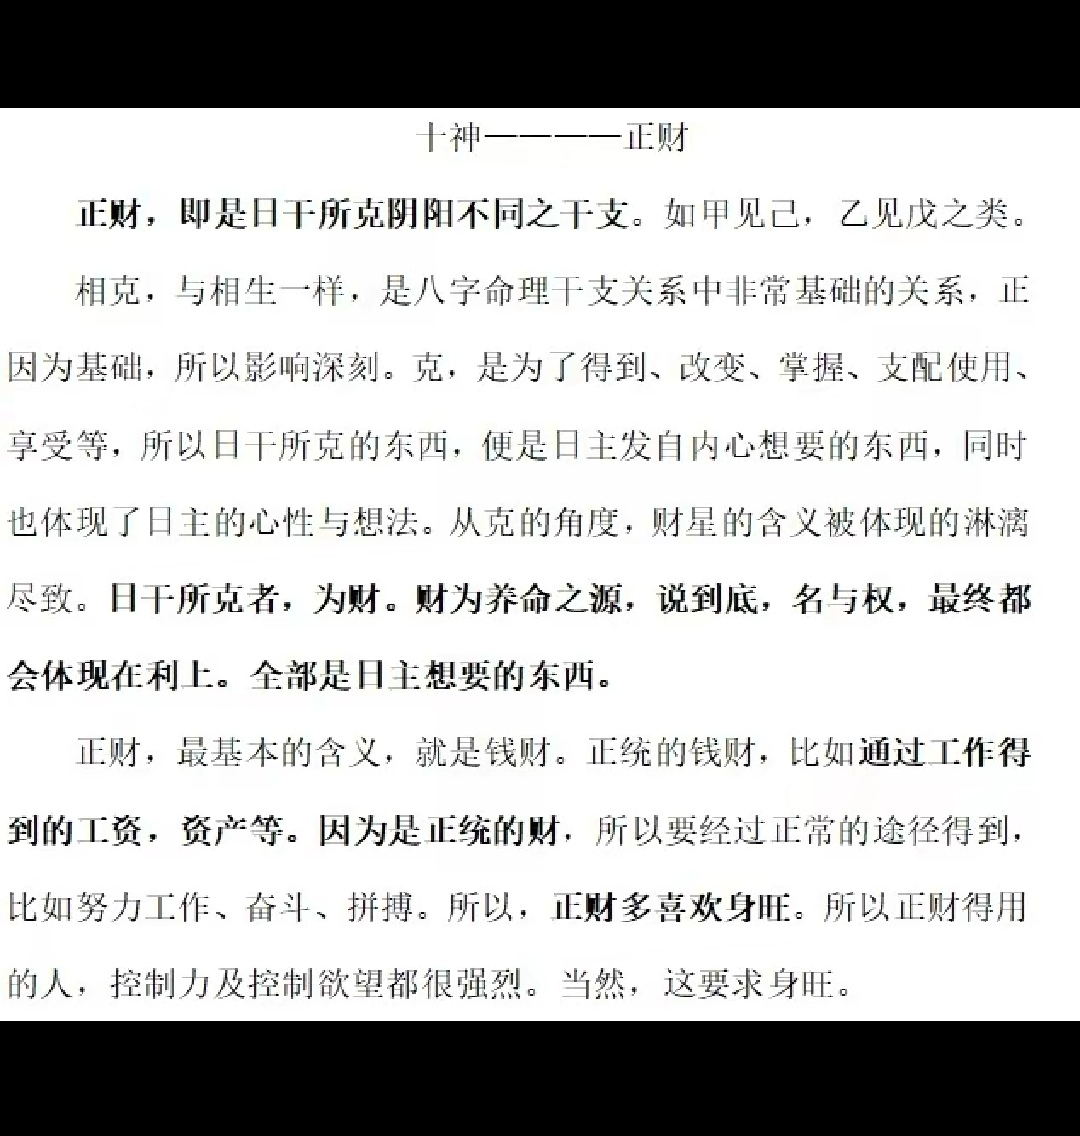 十神————正财
正财，即是日干所克阴阳不同之干支。如甲见己，乙见戊之类。
相克，与相生一样，是八字命理干支关系中非常基础的关系，正
因为基础，所以影响深刻。克，是为了得到、改变、掌握、支配使用、
享受等，所以日干所克的东西，便是日主发自内心想要的东西，同时
也体现了日主的心性与想法。从克的角度，财星的含义被体现的淋漓
尽致。日干所克者，为财。财为养命之源，说到底，名与权，最终都
会体现在利上。全部是日主想要的东西。
正财，最基本的含义，就是钱财。正统的钱财，比如通过工作得
到的工资，资产等。因为是正统的财，所以要经过正常的途径得到，
比如努力工作、奋斗、拼搏。所以，正财多喜欢身旺。所以正财得用
的人，控制力及控制欲望都很强烈。当然，这要求身旺。